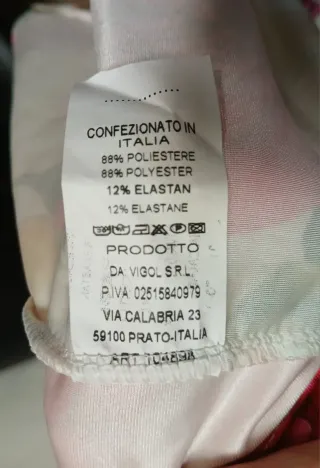 CONFEZIONATO IN
ITALIA
88% POLIESTERE
88% POLYESTER
12% ELASTAN
12% ELASTANE
PRODOTTO
DA VIGOL S.R.L.
P.IVA 02515840979
VIA CALABRIA 23
59100 PRATO-ITALIA
ART